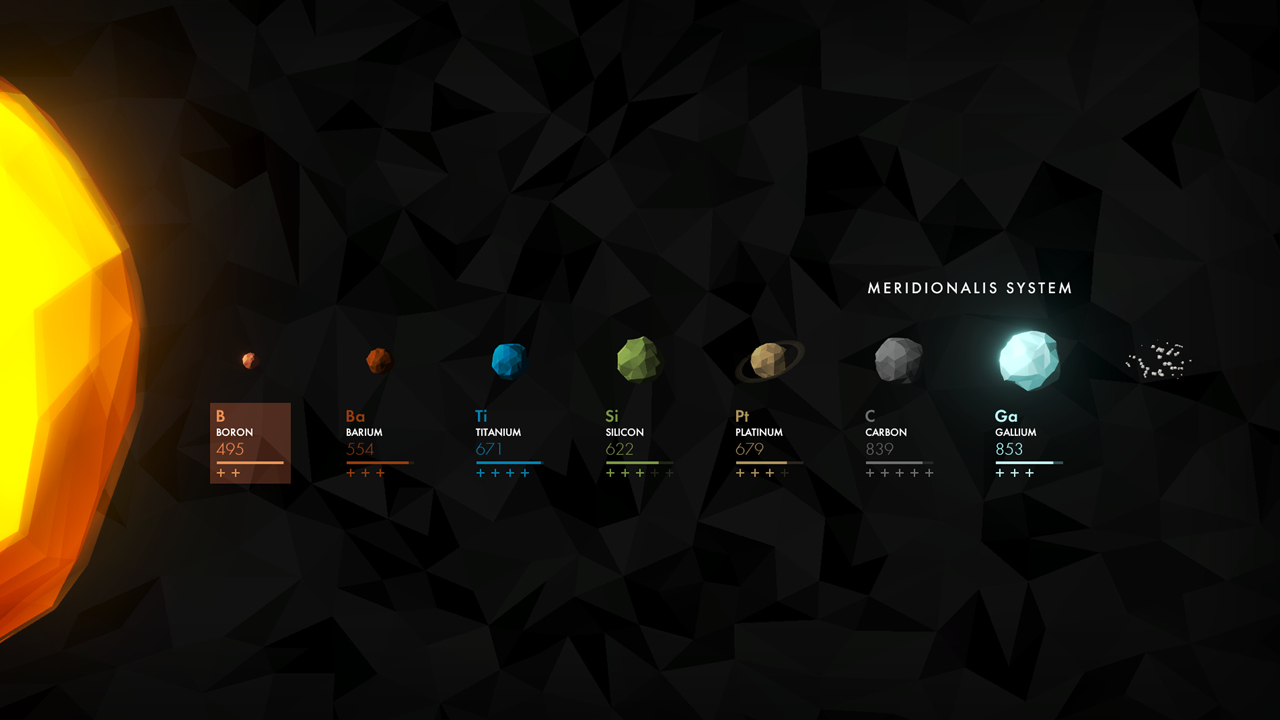 MERIDIONALIS SYSTEM
B
BORON
495
++
Ba
BARIUM
554
+++
Ti
TITANIUM
671
++++
Si
SILICON
622
+++++
Pt
PLATINUM
679
++++
C
CARBON
839
+++++
Ga
GALLIUM
853
+++